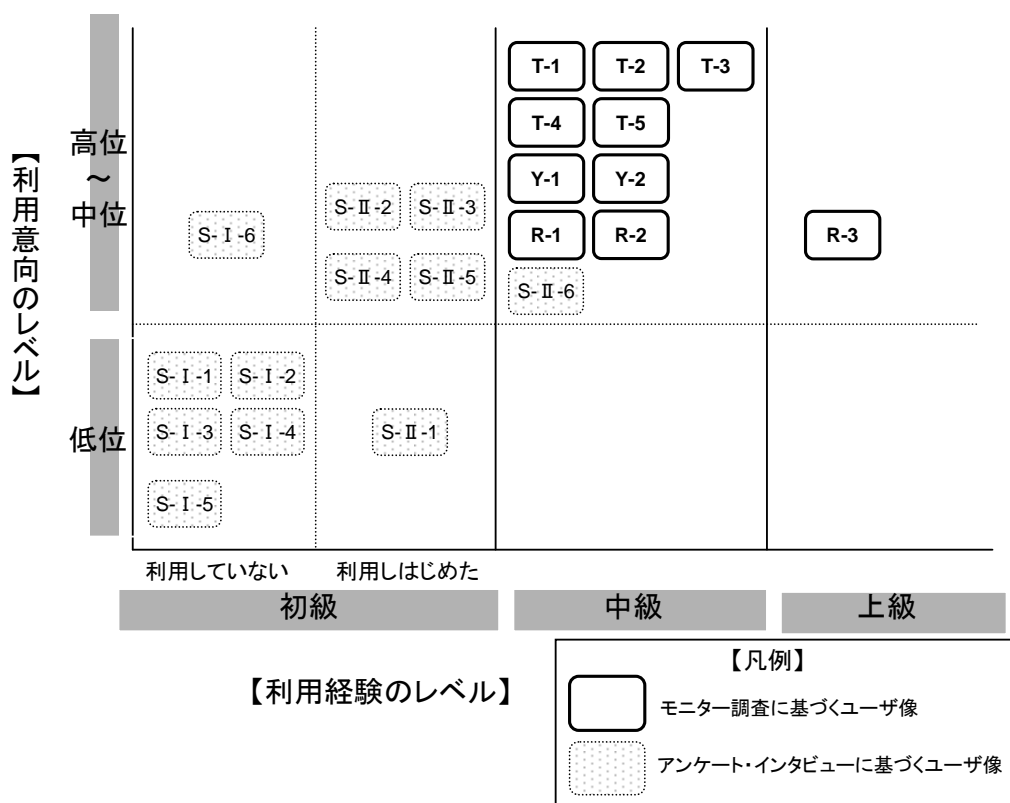 T-1 T-2 T-3
T-4 T-5
Y-1 Y-2
R-1 R-2 R-3
S-Ⅱ-6
S-Ⅱ-2 S-Ⅱ-3
S-Ⅰ-6
S-Ⅱ-4 S-Ⅱ-5
高位
～
中位
【利用意向のレベル】
S-Ⅰ-1 S-Ⅰ-2
S-Ⅰ-3 S-Ⅰ-4
S-Ⅱ-1
S-Ⅰ-5
低位
利用していない 利用しはじめた
初級 中級 上級
【利用経験のレベル】
【凡例】
モニター調査に基づくユーザ像
アンケート・インタビューに基づくユーザ像